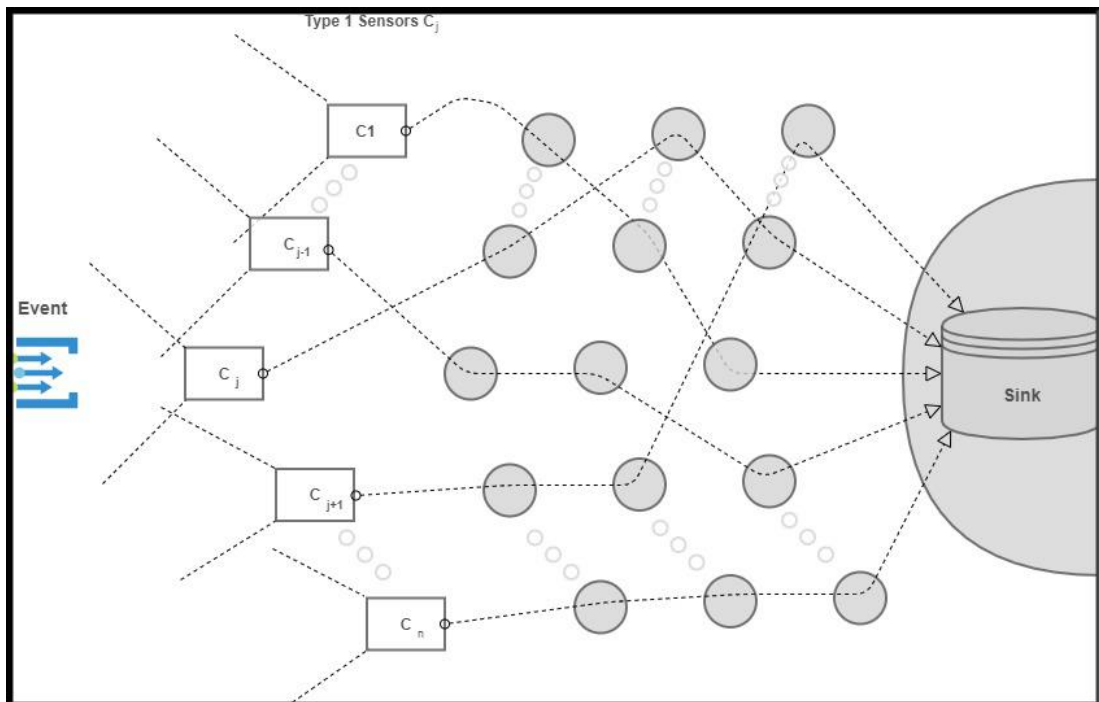 Type 1 Sensors C j
C1
C j-1
Event
C j
Sink
C j+1
C n